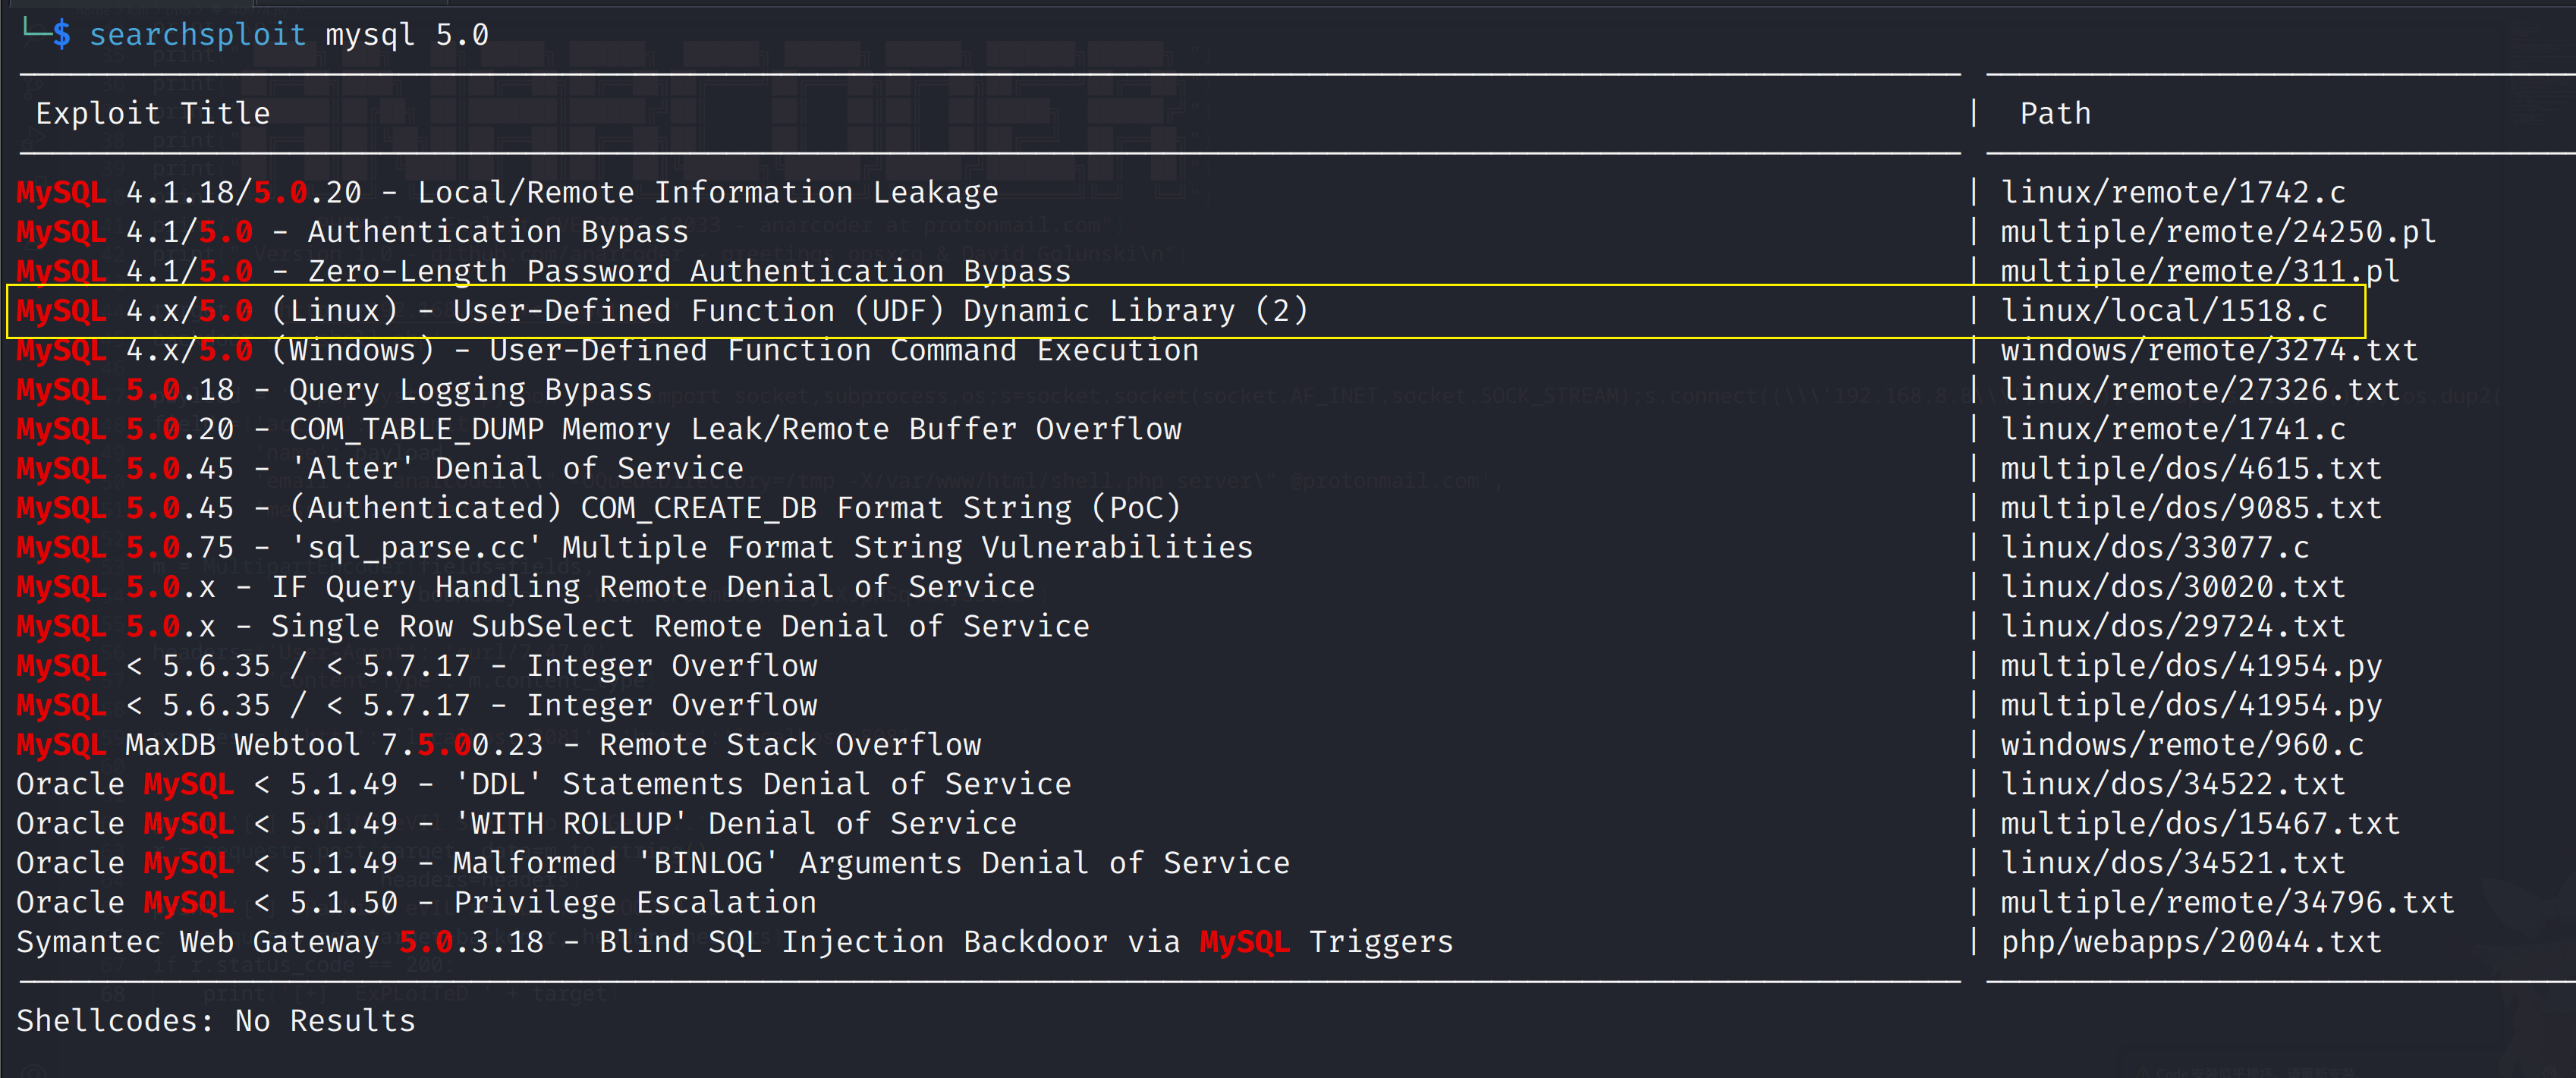 └─$ searchsploit mysql 5.0
Exploit Title | Path
MySQL 4.1.18/5.0.20 - Local/Remote Information Leakage | linux/remote/1742.c
MySQL 4.1/5.0 - Authentication Bypass | multiple/remote/24250.pl
MySQL 4.1/5.0 - Zero-Length Password Authentication Bypass | multiple/remote/311.pl
MySQL 4.x/5.0 (Linux) - User-Defined Function (UDF) Dynamic Library (2) | linux/local/1518.c
MySQL 4.x/5.0 (Windows) - User-Defined Function Command Execution | windows/remote/3274.txt
MySQL 5.0.18 - Query Logging Bypass | linux/remote/27326.txt
MySQL 5.0.20 - COM_TABLE_DUMP Memory Leak/Remote Buffer Overflow | linux/remote/1741.c
MySQL 5.0.45 - 'Alter' Denial of Service | multiple/dos/4615.txt
MySQL 5.0.45 - (Authenticated) COM_CREATE_DB Format String (PoC) | multiple/dos/9085.txt
MySQL 5.0.75 - 'sql_parse.cc' Multiple Format String Vulnerabilities | linux/dos/33077.c
MySQL 5.0.x - IF Query Handling Remote Denial of Service | linux/dos/30020.txt
MySQL 5.0.x - Single Row SubSelect Remote Denial of Service | linux/dos/29724.txt
MySQL < 5.6.35 / < 5.7.17 - Integer Overflow | multiple/dos/41954.py
MySQL < 5.6.35 / < 5.7.17 - Integer Overflow | multiple/dos/41954.py
MySQL MaxDB Webtool 7.5.00.23 - Remote Stack Overflow | windows/remote/960.c
Oracle MySQL < 5.1.49 - 'DDL' Statements Denial of Service | linux/dos/34522.txt
Oracle MySQL < 5.1.49 - 'WITH ROLLUP' Denial of Service | multiple/dos/15467.txt
Oracle MySQL < 5.1.49 - Malformed 'BINLOG' Arguments Denial of Service | linux/dos/34521.txt
Oracle MySQL < 5.1.50 - Privilege Escalation | multiple/remote/34796.txt
Symantec Web Gateway 5.0.3.18 - Blind SQL Injection Backdoor via MySQL Triggers | php/webapps/20044.txt
Shellcodes: No Results